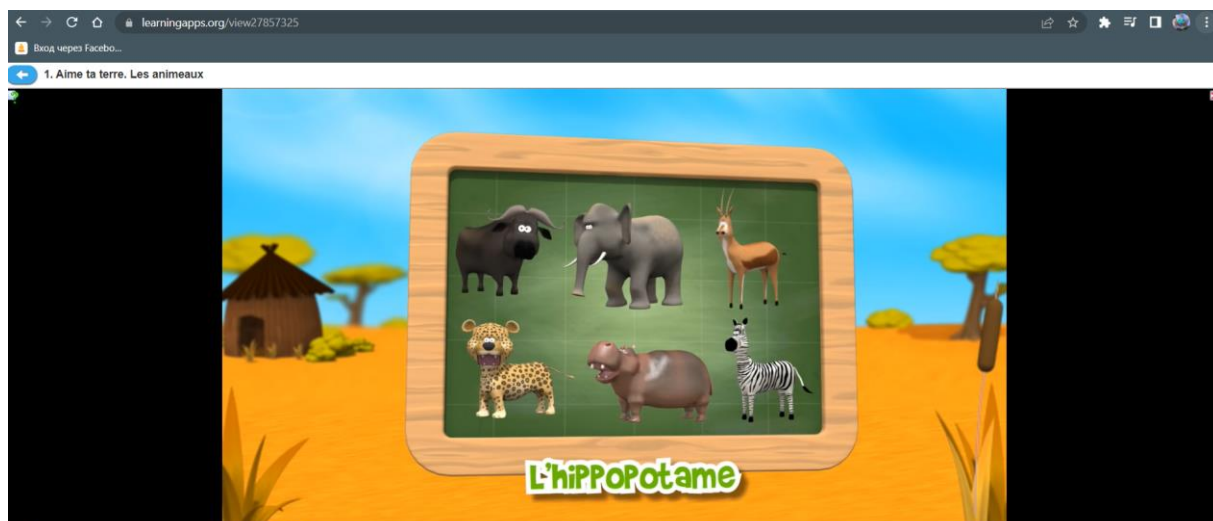 learningapps.org/view27857325
Вход через Facebo...
1. Aime ta terre. Les animeaux
L'hippopotame